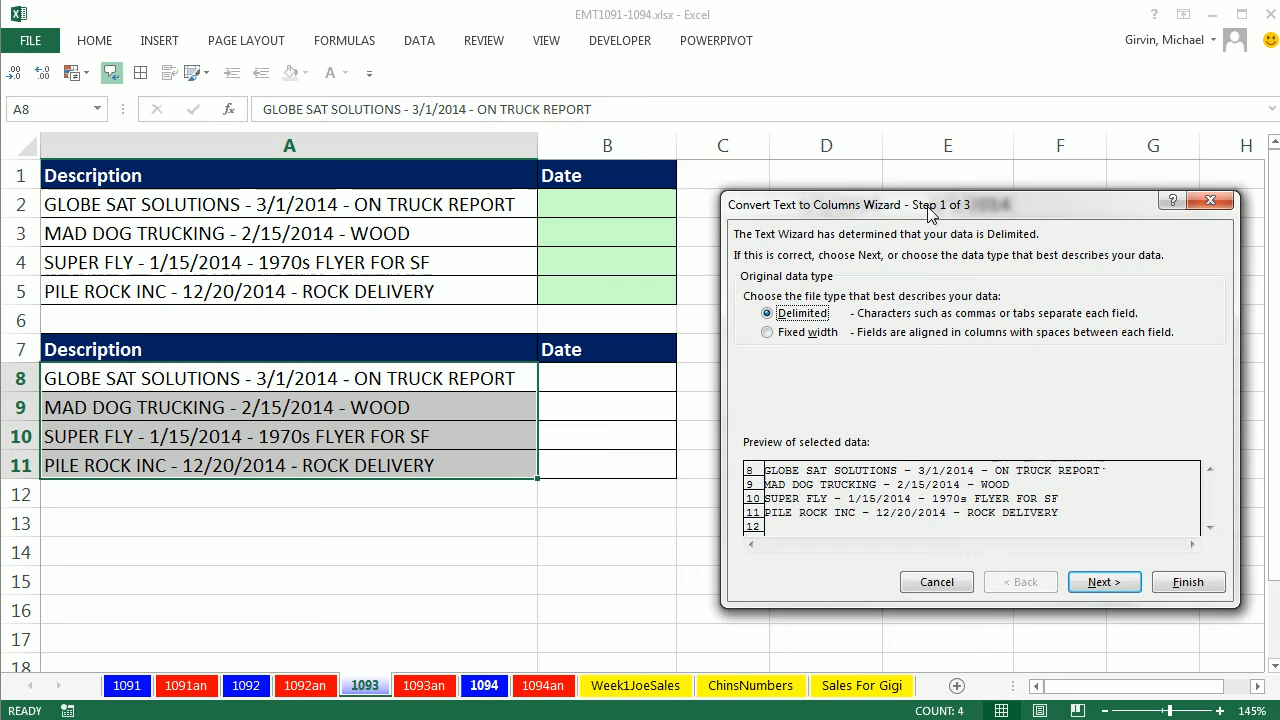 EMT1091-1094.xlsx - Excel
FILE HOME INSERT PAGE LAYOUT FORMULAS DATA REVIEW VIEW DEVELOPER POWERPIVOT Girvin, Michael
A8 fx GLOBE SAT SOLUTIONS - 3/1/2014 - ON TRUCK REPORT
A B C D E F G H
1 Description Date
2 GLOBE SAT SOLUTIONS - 3/1/2014 - ON TRUCK REPORT
3 MAD DOG TRUCKING - 2/15/2014 - WOOD
4 SUPER FLY - 1/15/2014 - 1970s FLYER FOR SF
5 PILE ROCK INC - 12/20/2014 - ROCK DELIVERY
6
7 Description Date
8 GLOBE SAT SOLUTIONS - 3/1/2014 - ON TRUCK REPORT
9 MAD DOG TRUCKING - 2/15/2014 - WOOD
10 SUPER FLY - 1/15/2014 - 1970s FLYER FOR SF
11 PILE ROCK INC - 12/20/2014 - ROCK DELIVERY
12
13
14
15
16
17
18
Convert Text to Columns Wizard - Step 1 of 3
The Text Wizard has determined that your data is Delimited.
If this is correct, choose Next, or choose the data type that best describes your data.
Original data type
Choose the file type that best describes your data:
Delimited - Characters such as commas or tabs separate each field.
Fixed width - Fields are aligned in columns with spaces between each field.
Preview of selected data:
8 GLOBE SAT SOLUTIONS - 3/1/2014 - ON TRUCK REPORT
9 MAD DOG TRUCKING - 2/15/2014 - WOOD
10 SUPER FLY - 1/15/2014 - 1970s FLYER FOR SF
11 PILE ROCK INC - 12/20/2014 - ROCK DELIVERY
12
Cancel < Back Next > Finish
1091 1091an 1092 1092an 1093 1093an 1094 1094an Week1JoeSales ChinsNumbers Sales For Gigi
READY COUNT: 4 145%